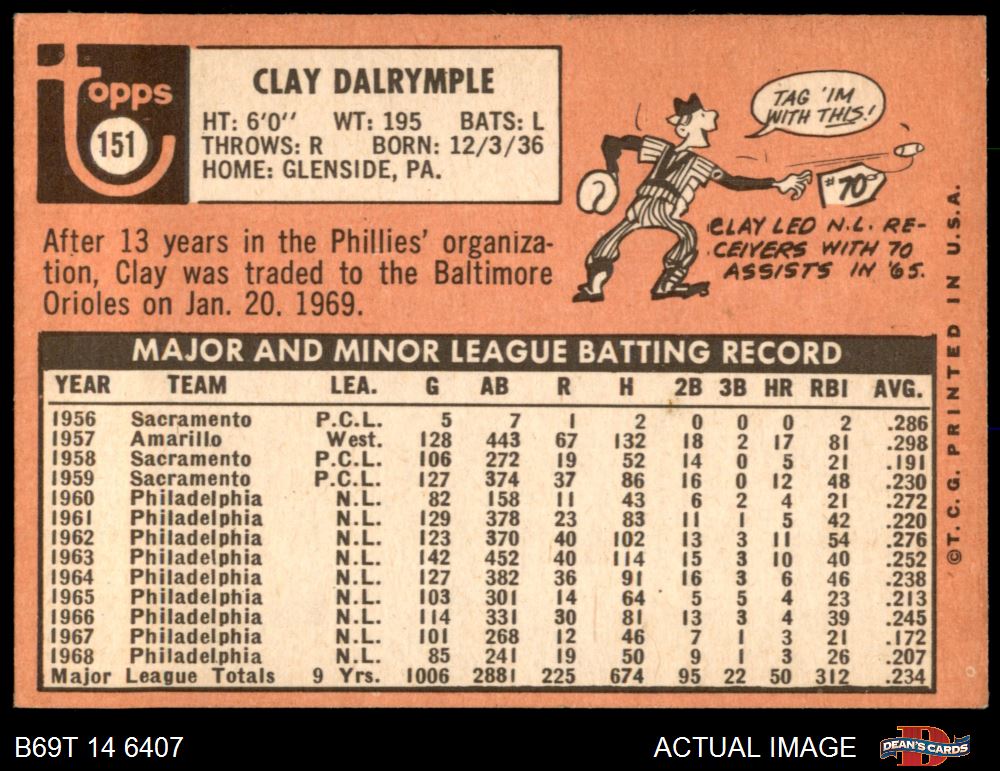 topps
151
CLAY DALRYMPLE
HT: 6'0" WT: 195 BATS: L
THROWS: R BORN: 12/3/36
HOME: GLENSIDE, PA.
After 13 years in the Phillies' organiza-
tion, Clay was traded to the Baltimore
Orioles on Jan. 20. 1969.
TAG 'IM
WITH THIS!
#70
CLAY LED N.L. RE-
CEIVERS WITH 70
ASSISTS IN '65.
MAJOR AND MINOR LEAGUE BATTING RECORD
YEAR TEAM LEA. G AB R H 2B 3B HR RBI AVG.
1956 Sacramento P.C.L. 5 7 1 2 0 0 0 2 .286
1957 Amarillo West. 128 443 67 132 18 2 17 81 .298
1958 Sacramento P.C.L. 106 272 19 52 14 0 5 21 .191
1959 Sacramento P.C.L. 127 374 37 86 16 0 12 48 .230
1960 Philadelphia N.L. 82 158 11 43 6 2 4 21 .272
1961 Philadelphia N.L. 129 378 23 83 11 1 5 42 .220
1962 Philadelphia N.L. 123 370 40 102 13 3 11 54 .276
1963 Philadelphia N.L. 142 452 40 114 15 3 10 40 .252
1964 Philadelphia N.L. 127 382 36 91 16 3 6 46 .238
1965 Philadelphia N.L. 103 301 14 64 5 5 4 23 .213
1966 Philadelphia N.L. 114 331 30 81 13 3 4 39 .245
1967 Philadelphia N.L. 101 268 12 46 7 1 3 21 .172
1968 Philadelphia N.L. 85 241 19 50 9 1 3 26 .207
Major League Totals 9 Yrs. 1006 2881 225 674 95 22 50 312 .234
©T.C.G. PRINTED IN U.S.A.
B69T 14 6407
ACTUAL IMAGE
DEAN'S CARDS